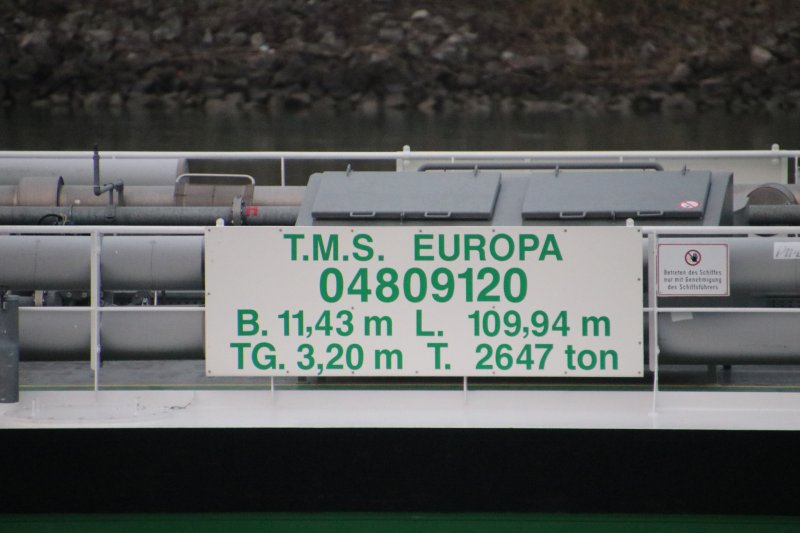 T.M.S. EUROPA
04809120
B. 11,43 m L. 109,94 m
TG. 3,20 m T. 2647 ton
Betreten des Schiffes
nur mit Genehmigung
des Schiffsführers